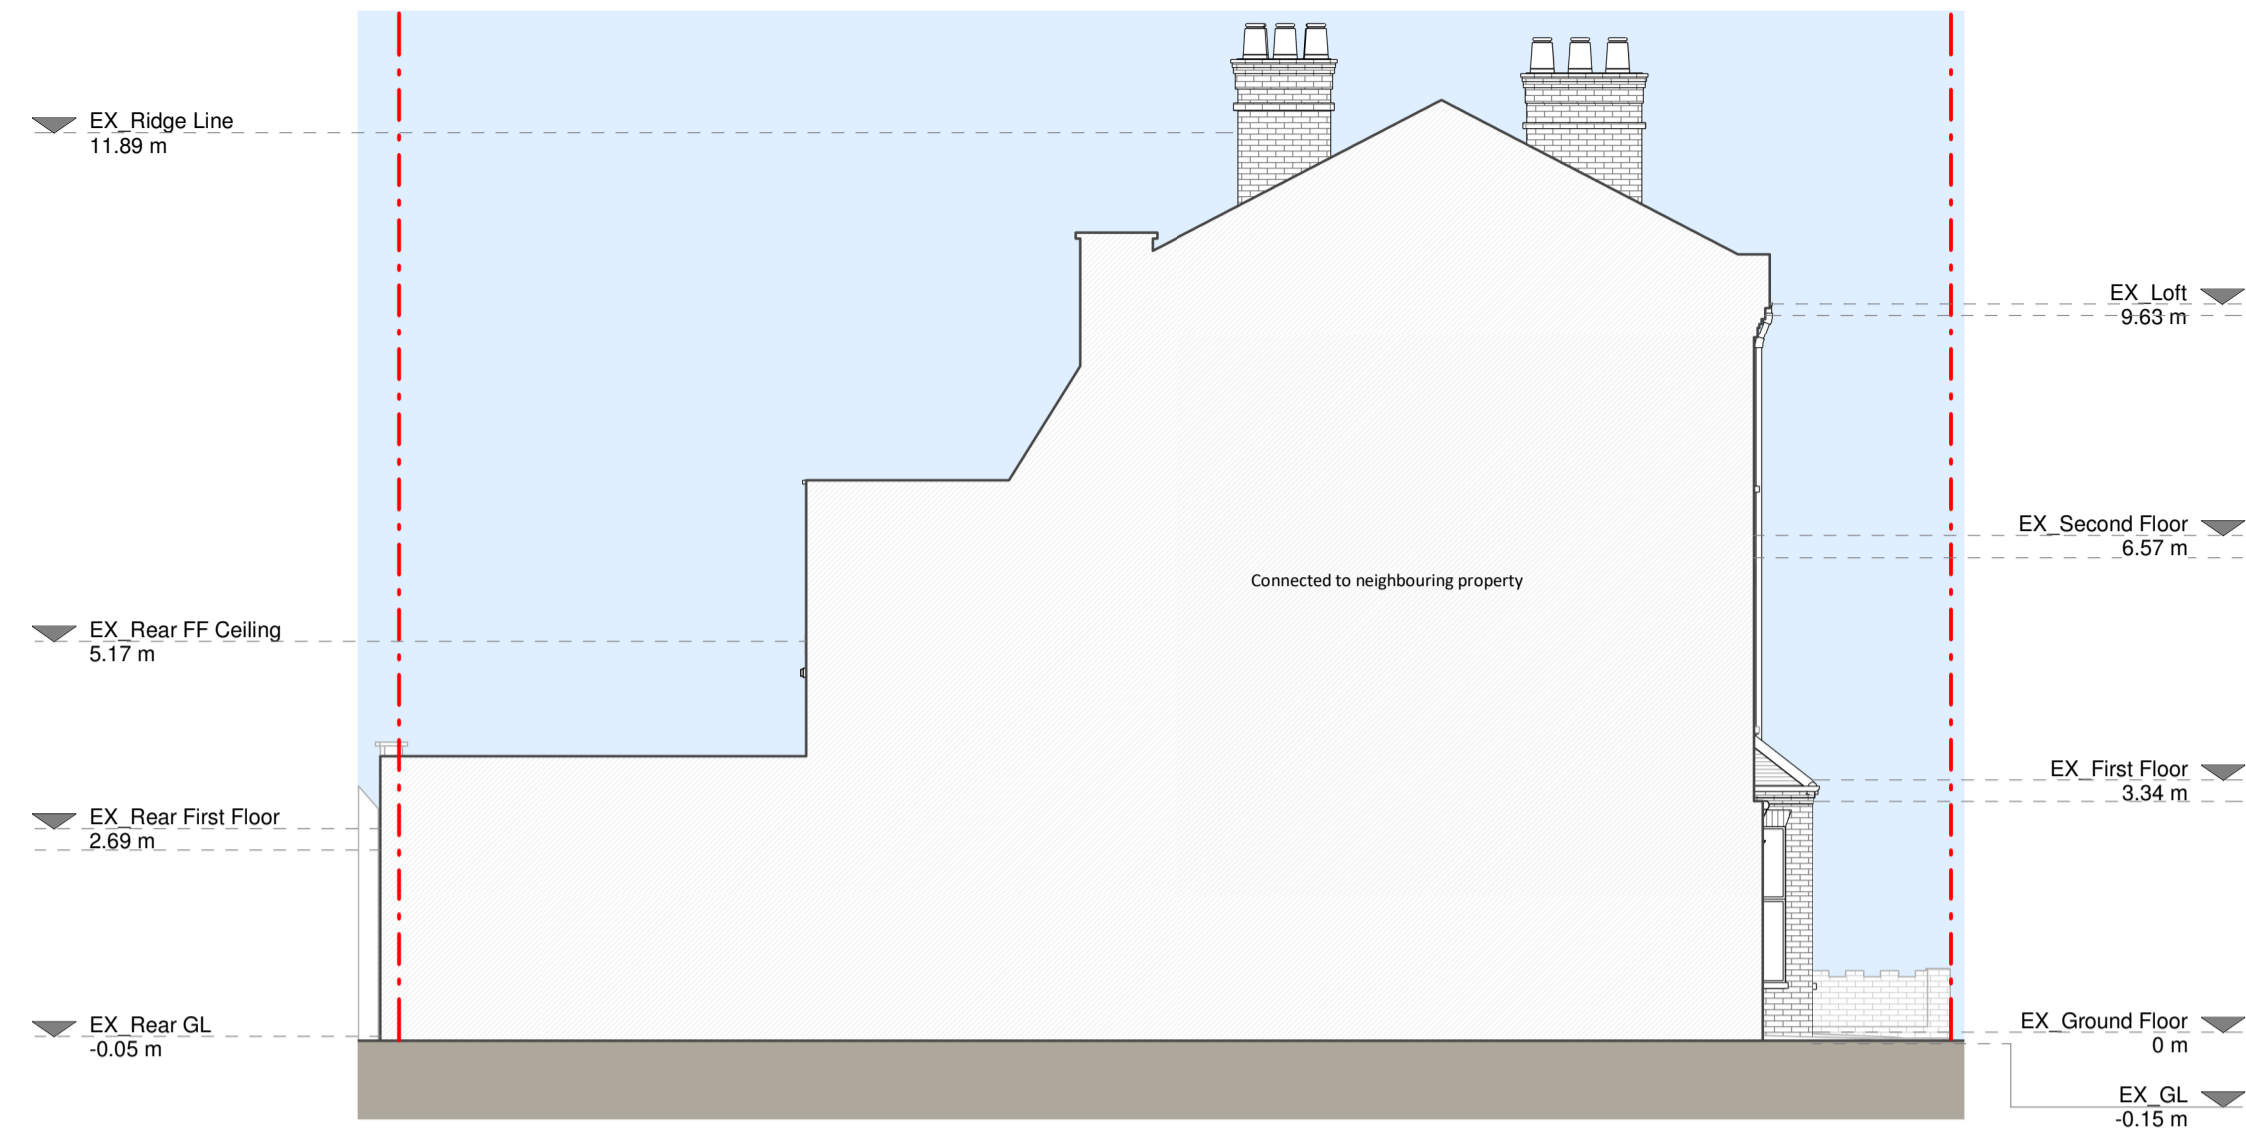 EX_Ridge Line
11.89 m
EX_Loft
9.63 m
EX_Second Floor
6.57 m
Connected to neighbouring property
EX_Rear FF Ceiling
5.17 m
EX_First Floor
3.34 m
EX_Rear First Floor
2.69 m
EX_Rear GL
-0.05 m
EX_Ground Floor
0 m
EX_GL
-0.15 m